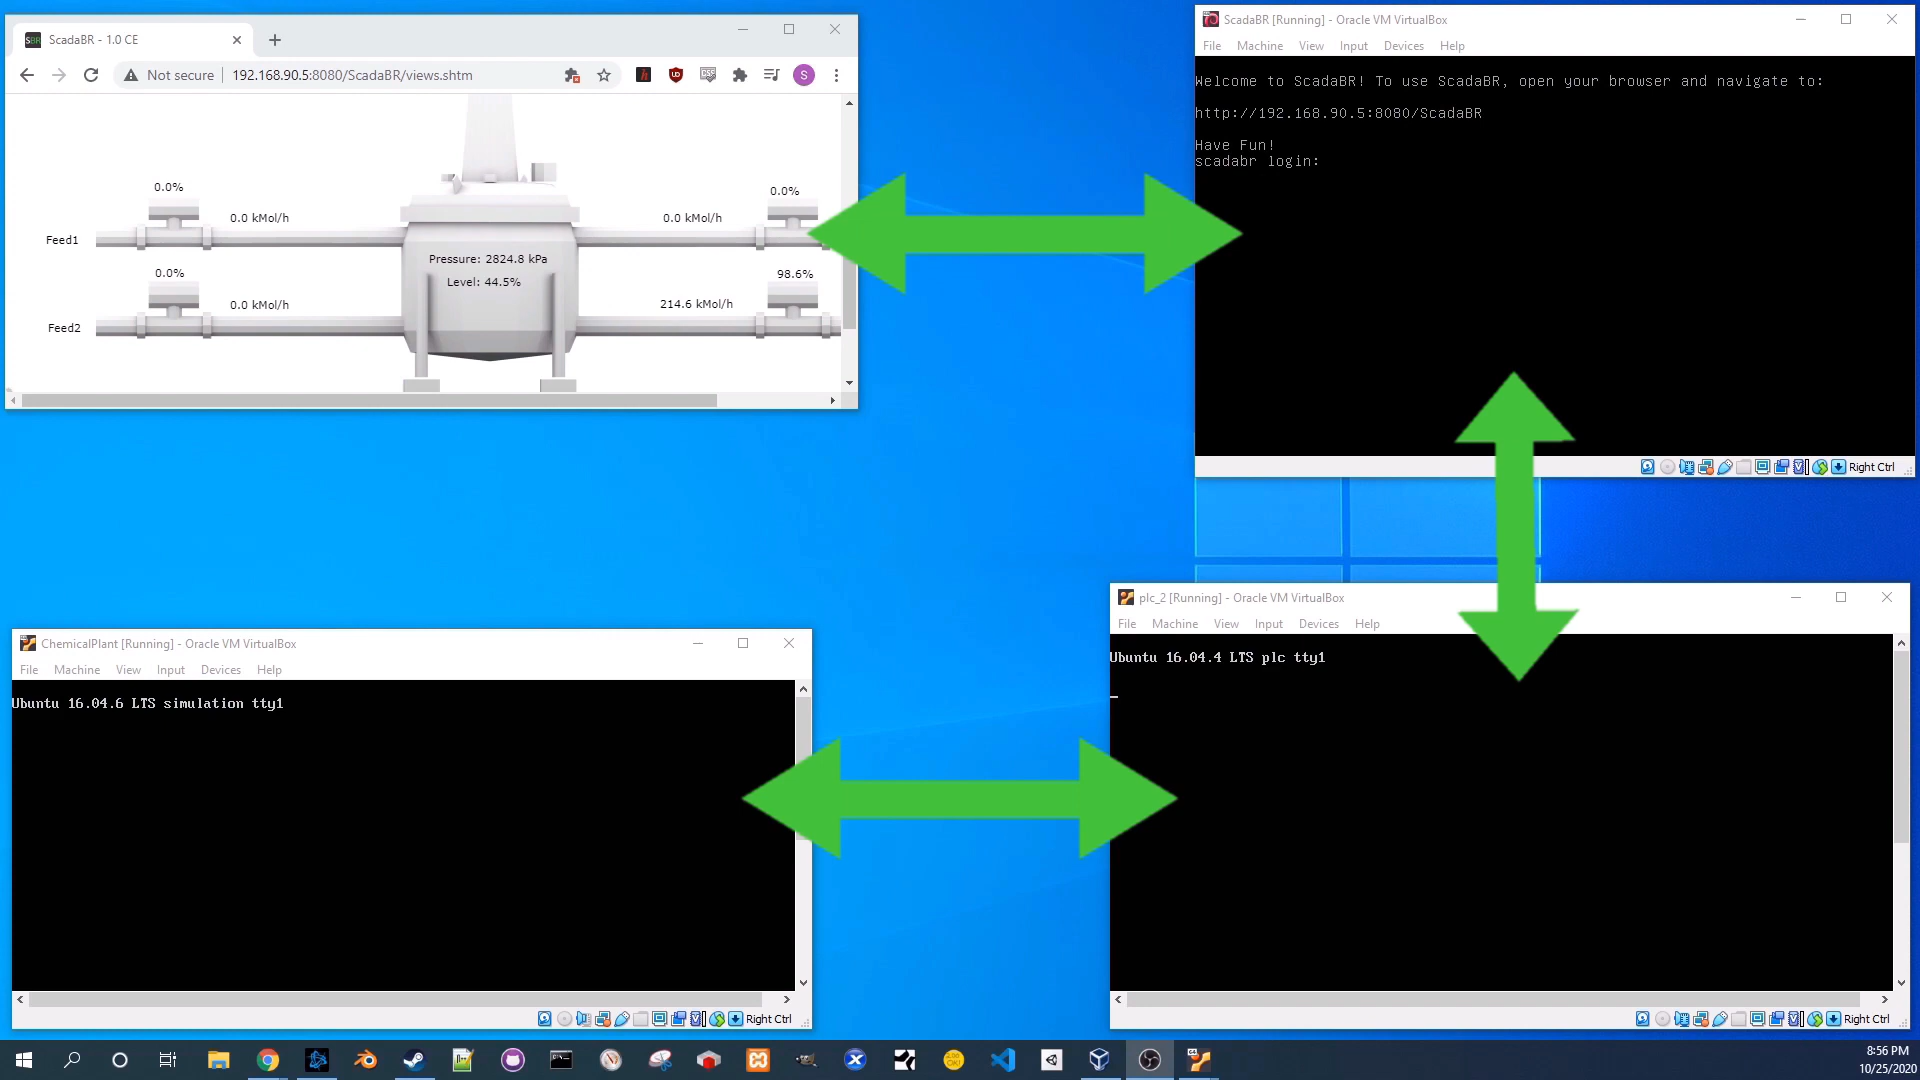 ScadaBR - 1.0 CE
Not secure
192.168.90.5:8080/ScadaBR/views.shtm
S
0.0%
0.0 kMol/h
Feed1
0.0%
0.0 kMol/h
Feed2
Pressure: 2824.8 kPa
Level: 44.5%
0.0%
0.0 kMol/h
98.6%
214.6 kMol/h
ScadaBR [Running] - Oracle VM VirtualBox
File Machine View Input Devices Help
Welcome to ScadaBR! To use ScadaBR, open your browser and navigate to:
http://192.168.90.5:8080/ScadaBR
Have Fun!
scadabr login:
Right Ctrl
ChemicalPlant [Running] - Oracle VM VirtualBox
File Machine View Input Devices Help
Ubuntu 16.04.6 LTS simulation tty1
Right Ctrl
plc_2 [Running] - Oracle VM VirtualBox
File Machine View Input Devices Help
Ubuntu 16.04.4 LTS plc tty1
Right Ctrl
8:56 PM
10/25/2020